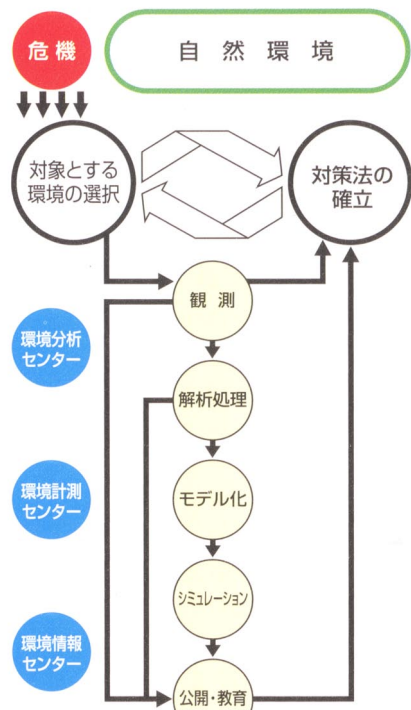 危機
自然環境
対象とする
環境の選択
対策法の
確立
観測
環境分析
センター
解析処理
環境計測
センター
モデル化
シミュレーション
環境情報
センター
公開・教育